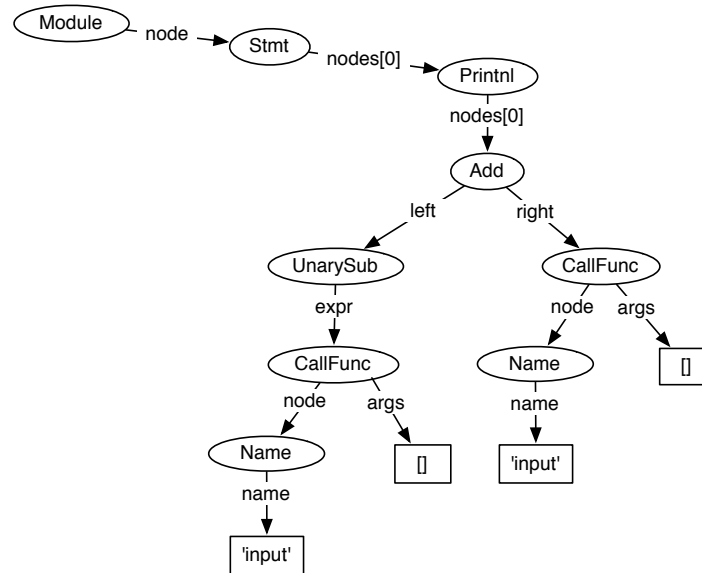 Module
node
Stmt
nodes[0]
Printnl
nodes[0]
Add
left
right
UnarySub
CallFunc
expr
node
args
CallFunc
Name
[]
node
args
name
Name
[]
'input'
name
'input'